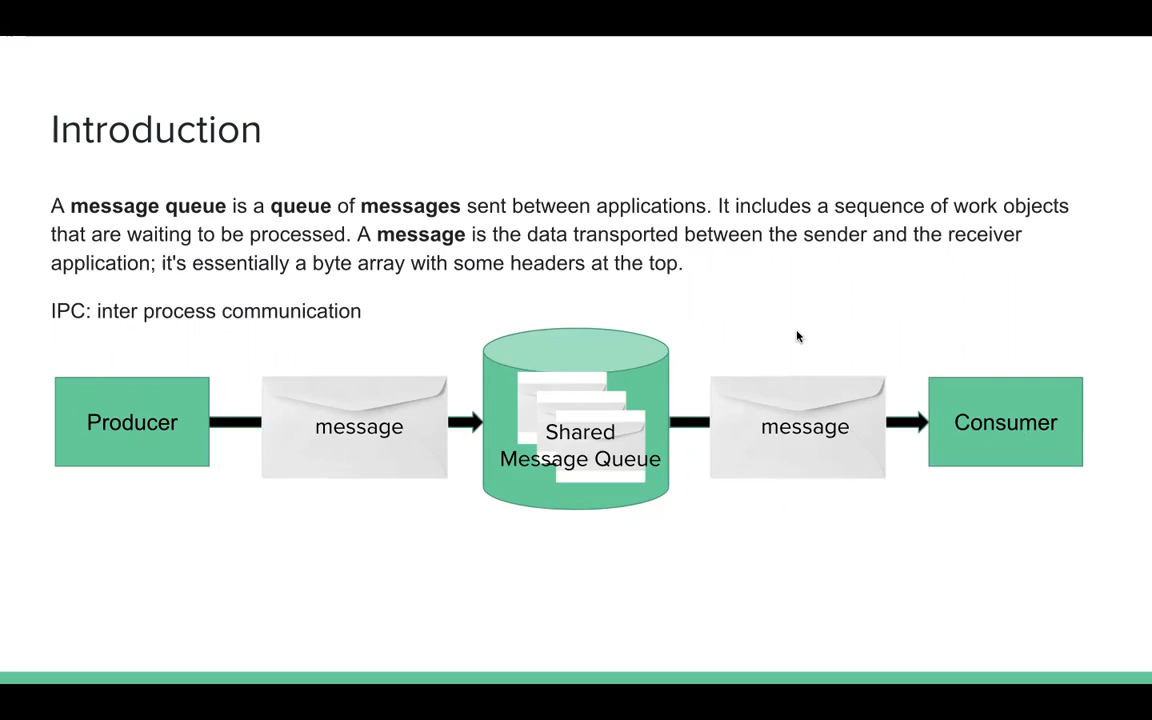 Introduction
A message queue is a queue of messages sent between applications. It includes a sequence of work objects
that are waiting to be processed. A message is the data transported between the sender and the receiver
application; it's essentially a byte array with some headers at the top.
IPC: inter process communication
Producer
message
Shared
Message Queue
message
Consumer